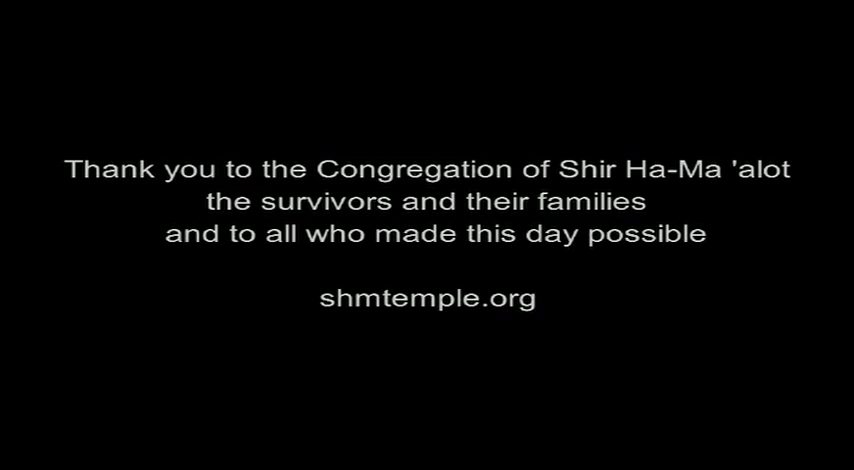 Thank you to the Congregation of Shir Ha-Ma 'alot
the survivors and their families
and to all who made this day possible
shmtemple.org